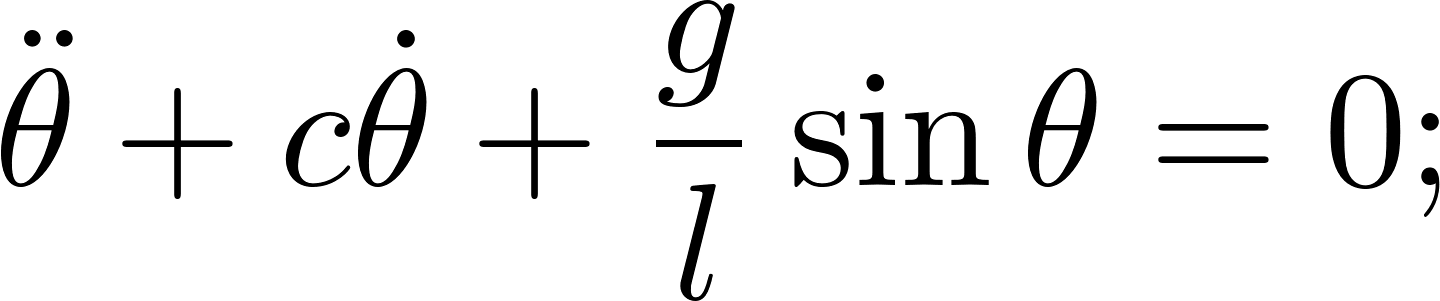 θ̈ + cθ̇ + g/l sin θ = 0;